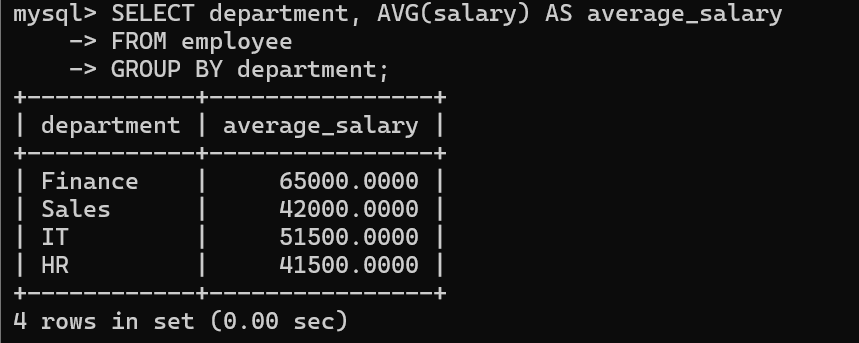 mysql> SELECT department, AVG(salary) AS average_salary
    -> FROM employee
    -> GROUP BY department;
+------------+----------------+
| department | average_salary |
+------------+----------------+
| Finance    |     65000.0000 |
| Sales      |     42000.0000 |
| IT         |     51500.0000 |
| HR         |     41500.0000 |
+------------+----------------+
4 rows in set (0.00 sec)